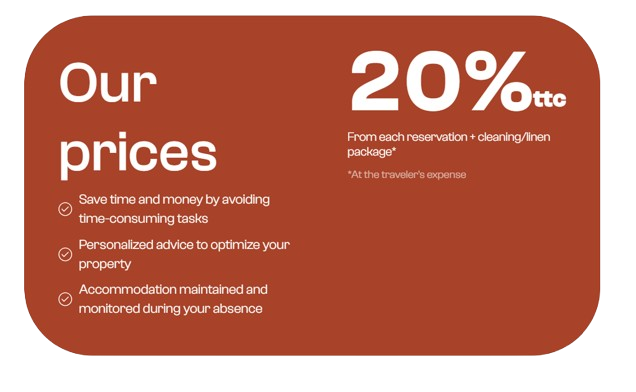 Our
prices
Save time and money by avoiding
time-consuming tasks
Personalized advice to optimize your
property
Accommodation maintained and
monitored during your absence
20%ttc
From each reservation + cleaning/linen
package*
*At the traveler's expense